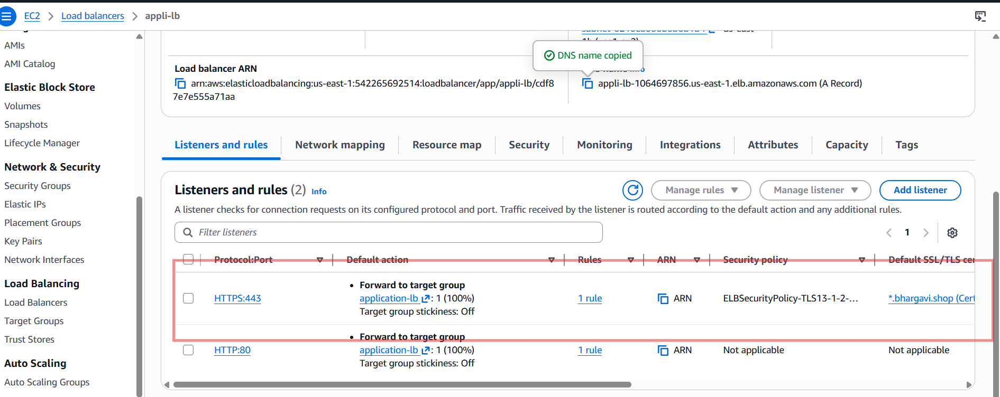 EC2 > Load balancers > appli-lb
AMIs
AMI Catalog
Elastic Block Store
Volumes
Snapshots
Lifecycle Manager
Network & Security
Security Groups
Elastic IPs
Placement Groups
Key Pairs
Network Interfaces
Load Balancing
Load Balancers
Target Groups
Trust Stores
Auto Scaling
Auto Scaling Groups
DNS name copied
Load balancer ARN
arn:aws:elasticloadbalancing:us-east-1:542265692514:loadbalancer/app/appli-lb/cdf8
7e7e555a71aa
appli-lb-1064697856.us-east-1.elb.amazonaws.com (A Record)
Listeners and rules Network mapping Resource map Security Monitoring Integrations Attributes Capacity Tags
Listeners and rules (2) Info
Manage rules Manage listener Add listener
A listener checks for connection requests on its configured protocol and port. Traffic received by the listener is routed according to the default action and any additional rules.
Filter listeners
1
Protocol:Port Default action Rules ARN Security policy Default SSL/TLS cer
• Forward to target group
HTTPS:443 application-lb : 1 (100%) 1 rule ARN ELBSecurityPolicy-TLS13-1-2-... *.bhargavi.shop (Cert
Target group stickiness: Off
• Forward to target group
HTTP:80 application-lb : 1 (100%) 1 rule ARN Not applicable Not applicable
Target group stickiness: Off